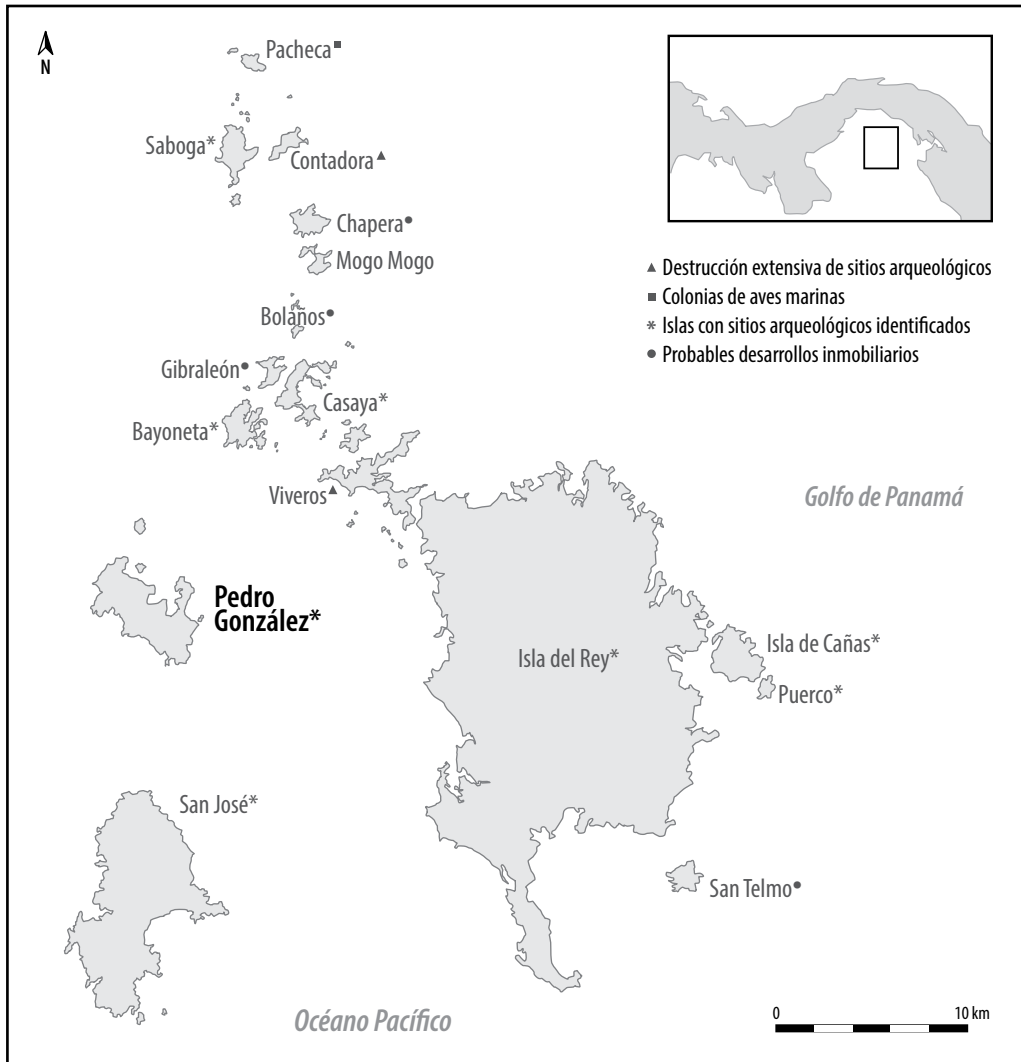 N
Pacheca■
Saboga*
Contadora▲
Chapera●
Mogo Mogo
▲ Destrucción extensiva de sitios arqueológicos
■ Colonias de aves marinas
* Islas con sitios arqueológicos identificados
● Probables desarrollos inmobiliarios
Bolaños●
Gibraleón●
Casaya*
Bayoneta*
Viveros▲
Golfo de Panamá
Pedro
González*
Isla del Rey*
Isla de Cañas*
Puerco*
San José*
San Telmo●
Océano Pacífico
0 10 km